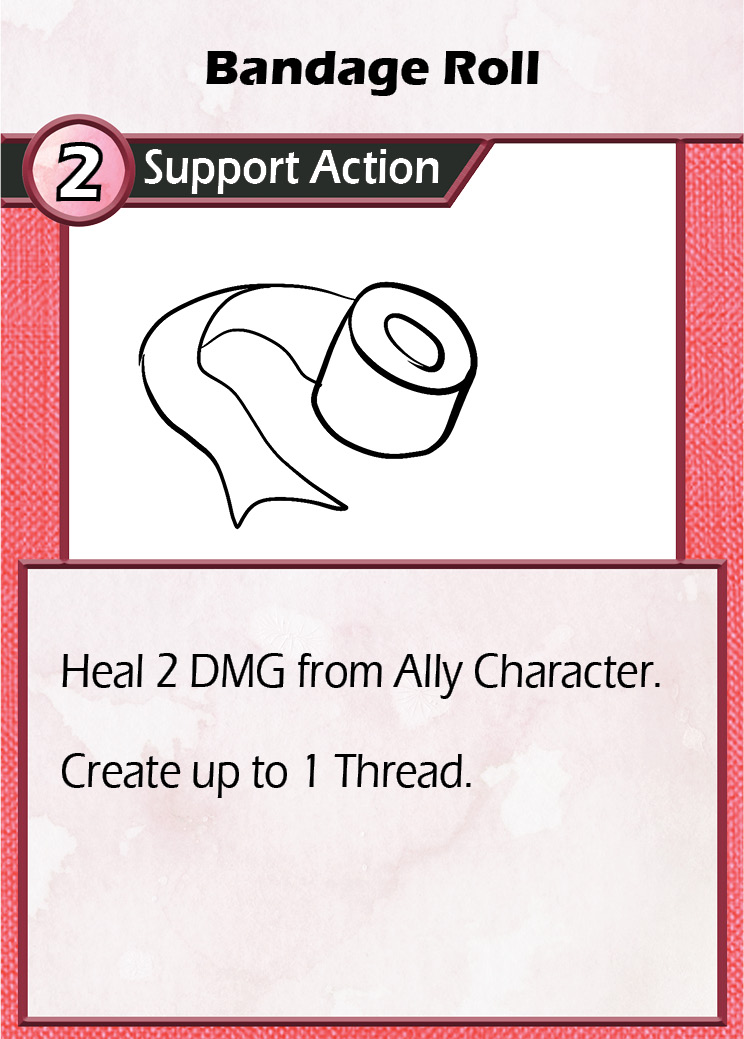 Bandage Roll
2 Support Action
Heal 2 DMG from Ally Character.
Create up to 1 Thread.